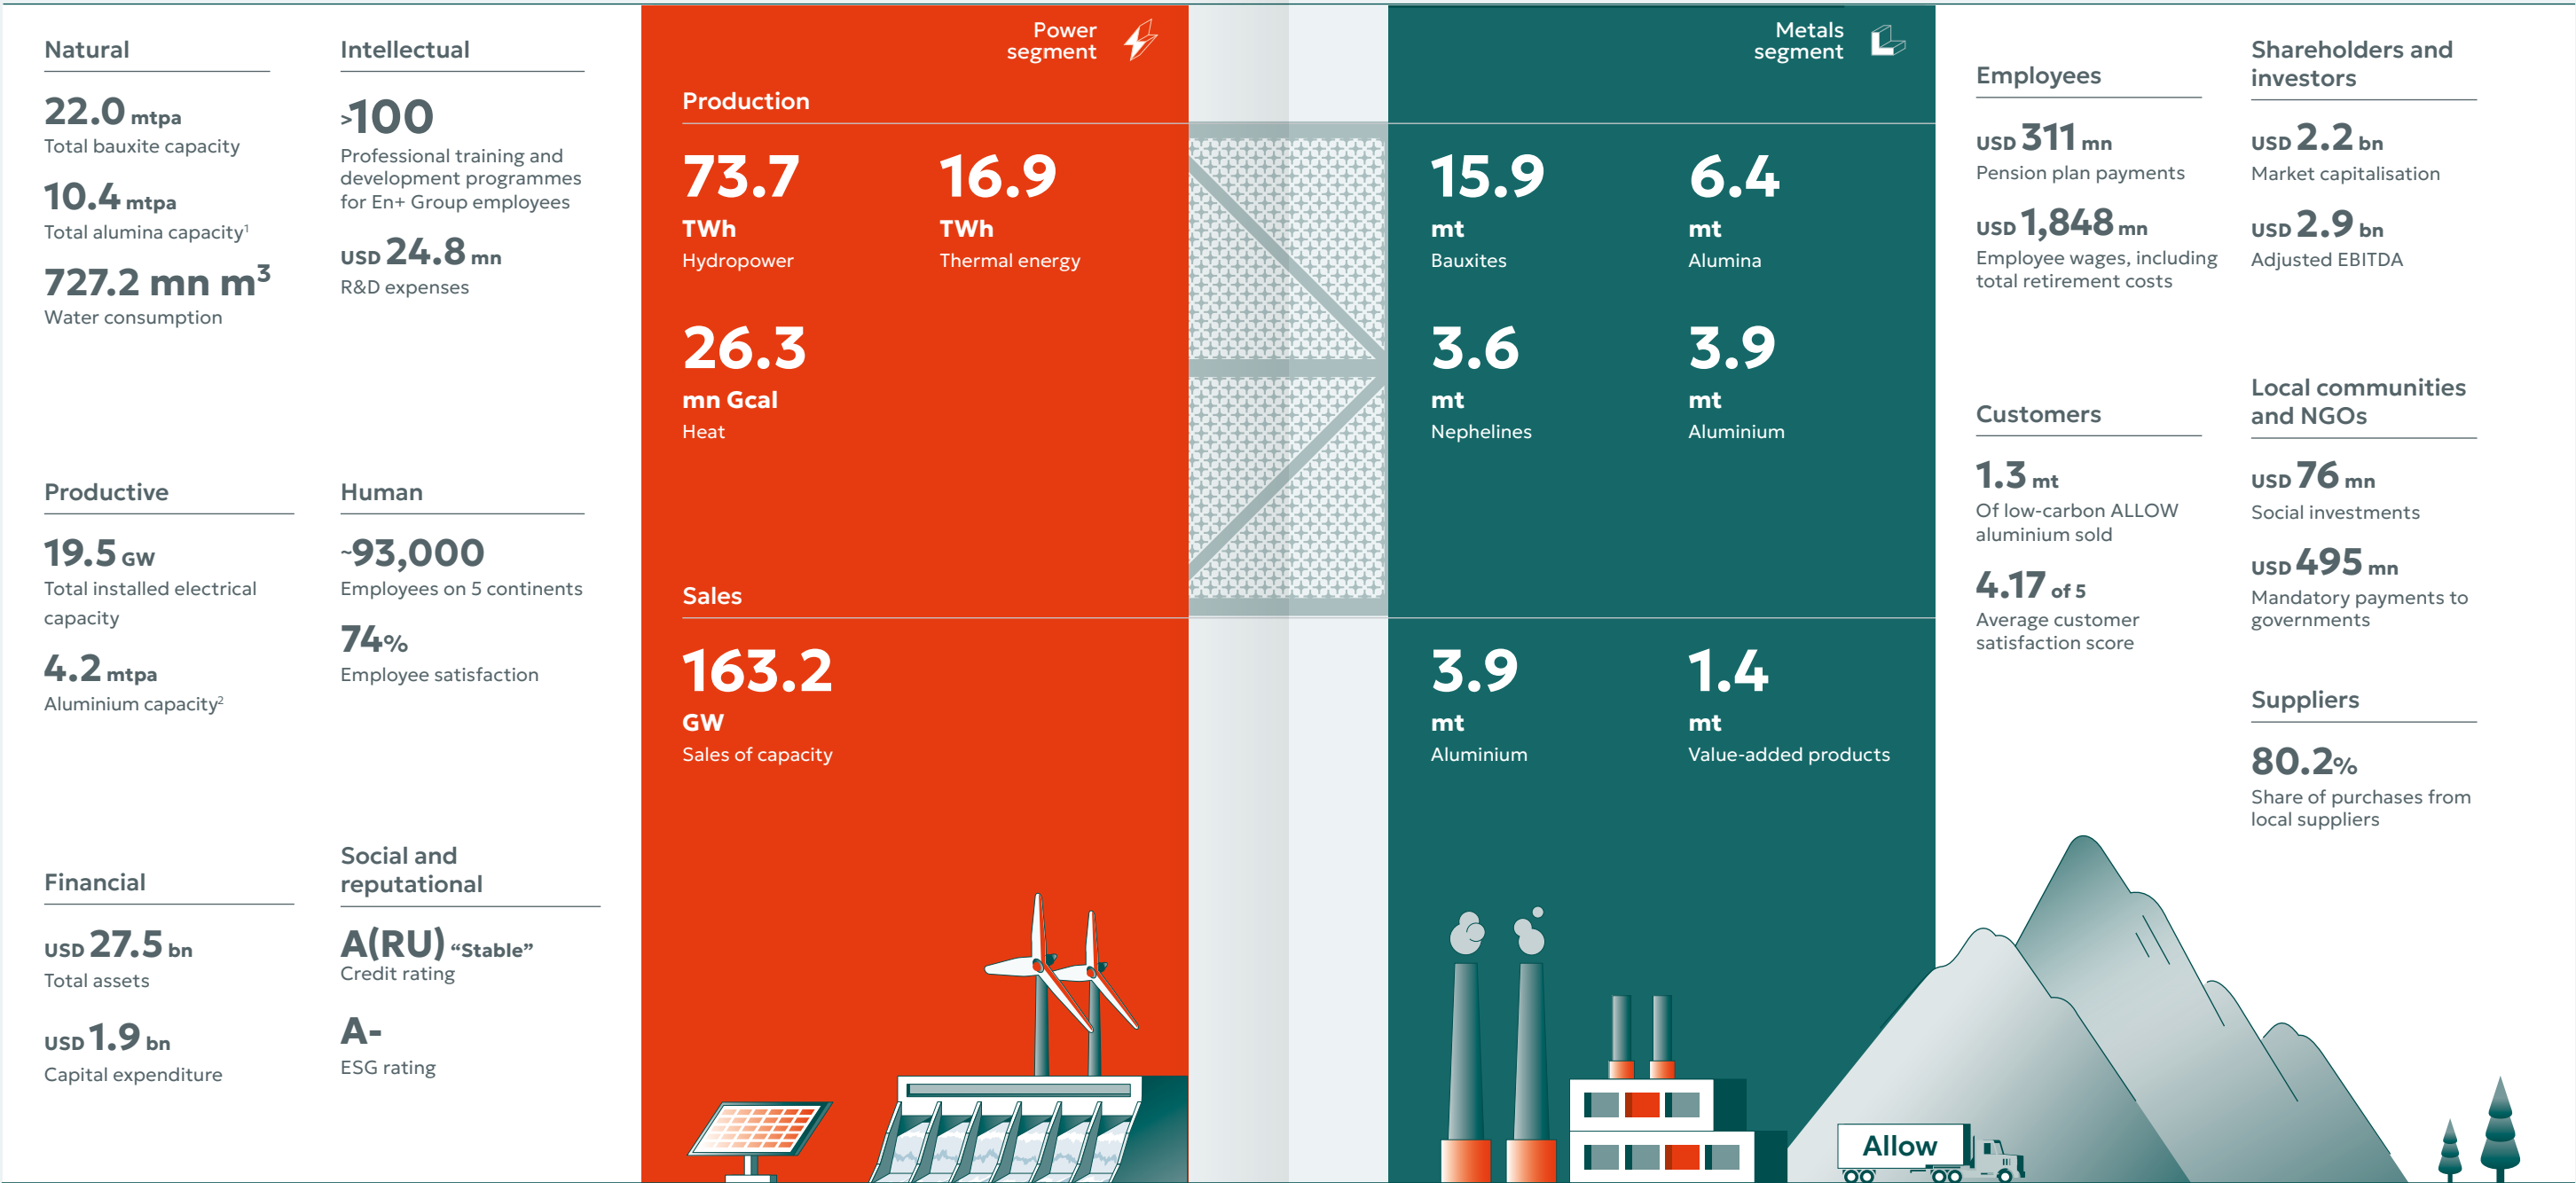 Natural
22.0 mtpa
Total bauxite capacity
10.4 mtpa
Total alumina capacity¹
727.2 mn m³
Water consumption
Intellectual
>100
Professional training and
development programmes
for En+ Group employees
USD 24.8 mn
R&D expenses
Productive
19.5 GW
Total installed electrical
capacity
4.2 mtpa
Aluminium capacity²
Human
~93,000
Employees on 5 continents
74%
Employee satisfaction
Financial
USD 27.5 bn
Total assets
USD 1.9 bn
Capital expenditure
Social and
reputational
A(RU) “Stable”
Credit rating
A-
ESG rating
Power
segment
Production
73.7
TWh
Hydropower
16.9
TWh
Thermal energy
26.3
mn Gcal
Heat
Sales
163.2
GW
Sales of capacity
Metals
segment
15.9
mt
Bauxites
6.4
mt
Alumina
3.6
mt
Nephelines
3.9
mt
Aluminium
3.9
mt
Aluminium
1.4
mt
Value-added products
Employees
USD 311 mn
Pension plan payments
USD 1,848 mn
Employee wages, including
total retirement costs
Shareholders and
investors
USD 2.2 bn
Market capitalisation
USD 2.9 bn
Adjusted EBITDA
Customers
1.3 mt
Of low-carbon ALLOW
aluminium sold
4.17 of 5
Average customer
satisfaction score
Local communities
and NGOs
USD 76 mn
Social investments
USD 495 mn
Mandatory payments to
governments
Suppliers
80.2%
Share of purchases from
local suppliers
Allow